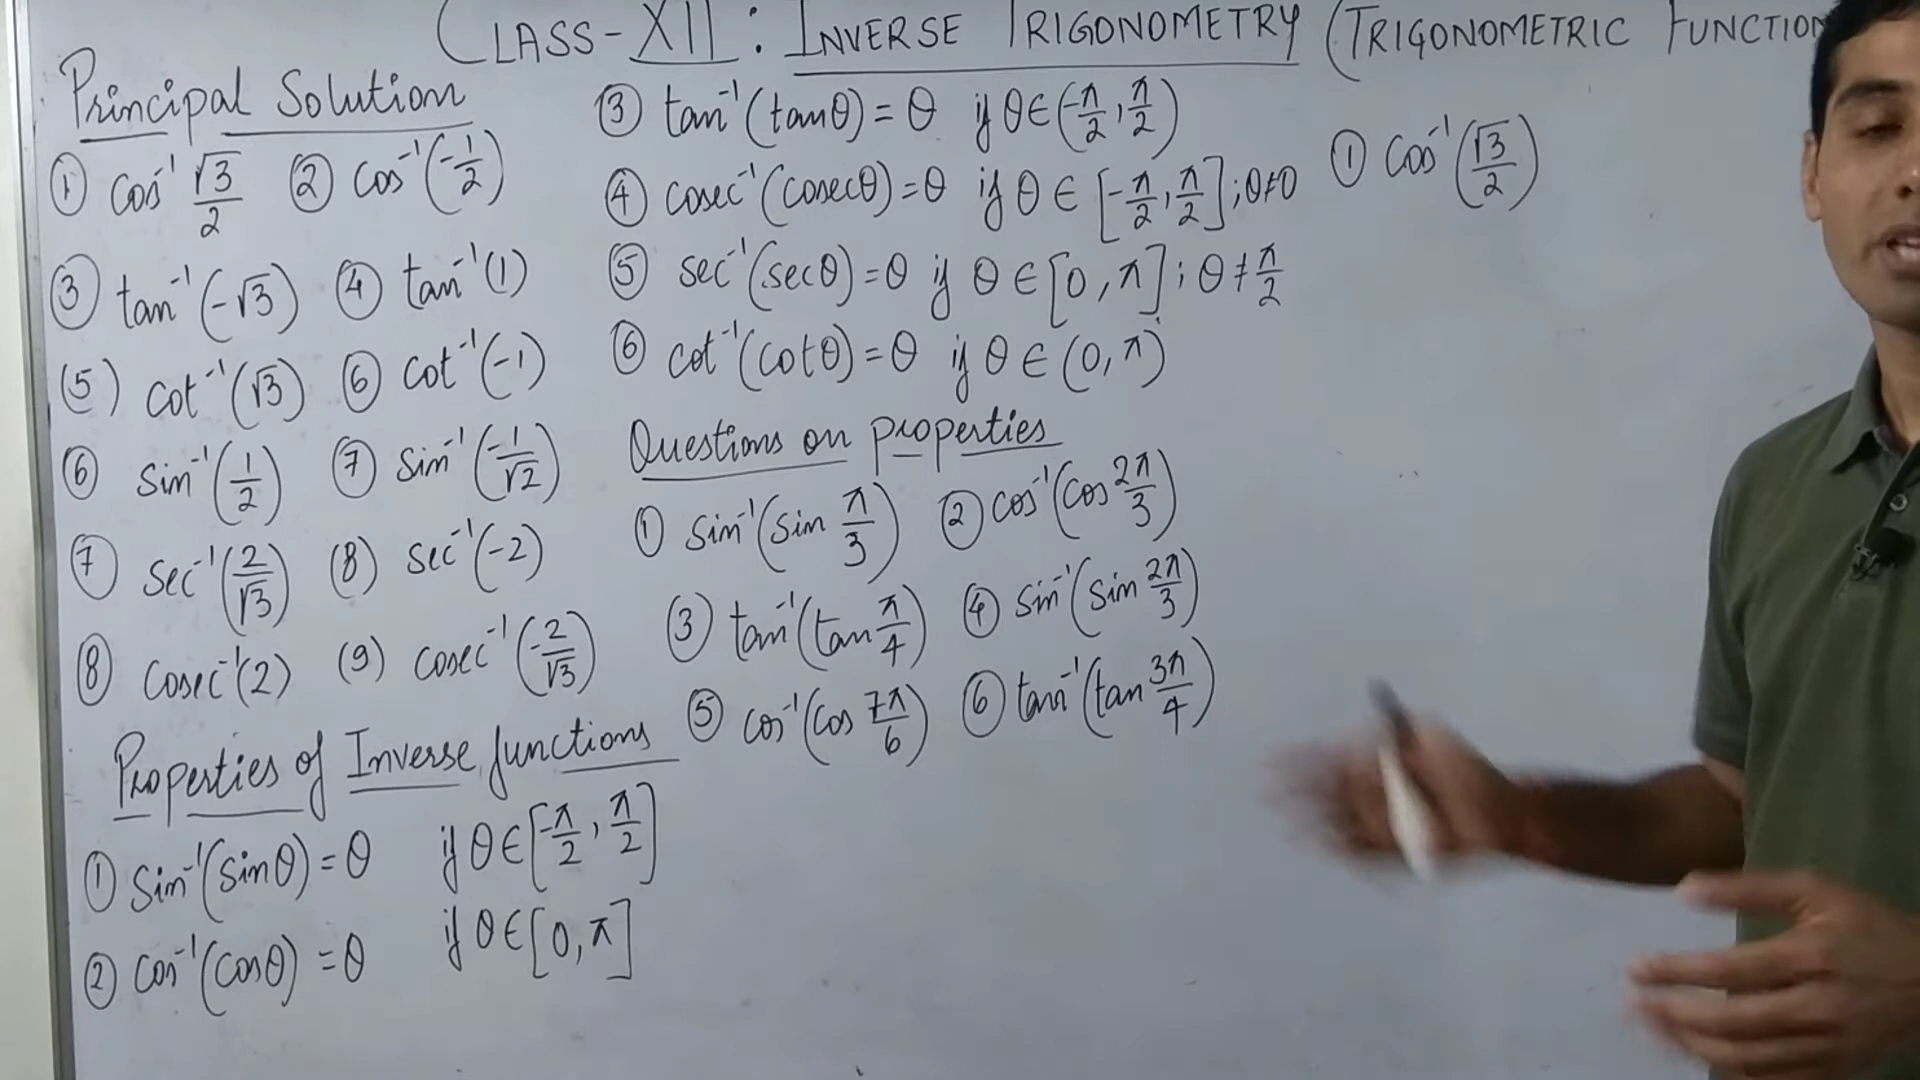 CLASS-XII : INVERSE TRIGONOMETRY (TRIGONOMETRIC FUNCTION
Principal Solution
① cos⁻¹ √3/2 ② cos⁻¹(-1/2)
③ tan⁻¹(-√3) ④ tan⁻¹(1)
(5) cot⁻¹(√3) ⑥ cot⁻¹(-1)
⑥ sin⁻¹(1/2) ⑦ sin⁻¹(-1/√2)
⑦ sec⁻¹(2/√3) (8) sec⁻¹(-2)
⑧ cosec⁻¹(2) (9) cosec⁻¹(-2/√3)
Properties of Inverse functions
① sin⁻¹(sinθ) = θ if θ∈[-π/2, π/2]
② cos⁻¹(cosθ) = θ if θ∈[0, π]
③ tan⁻¹(tanθ) = θ if θ∈(-π/2, π/2)
④ cosec⁻¹(cosecθ) = θ if θ∈[-π/2, π/2]; θ≠0
⑤ sec⁻¹(secθ) = θ if θ∈[0, π]; θ≠π/2
⑥ cot⁻¹(cotθ) = θ if θ∈(0, π)
Questions on properties
① sin⁻¹(sin π/3) ② cos⁻¹(cos 2π/3)
③ tan⁻¹(tan π/4) ④ sin⁻¹(sin 2π/3)
⑤ cos⁻¹(cos 7π/6) ⑥ tan⁻¹(tan 3π/4)
① cos⁻¹(√3/2)